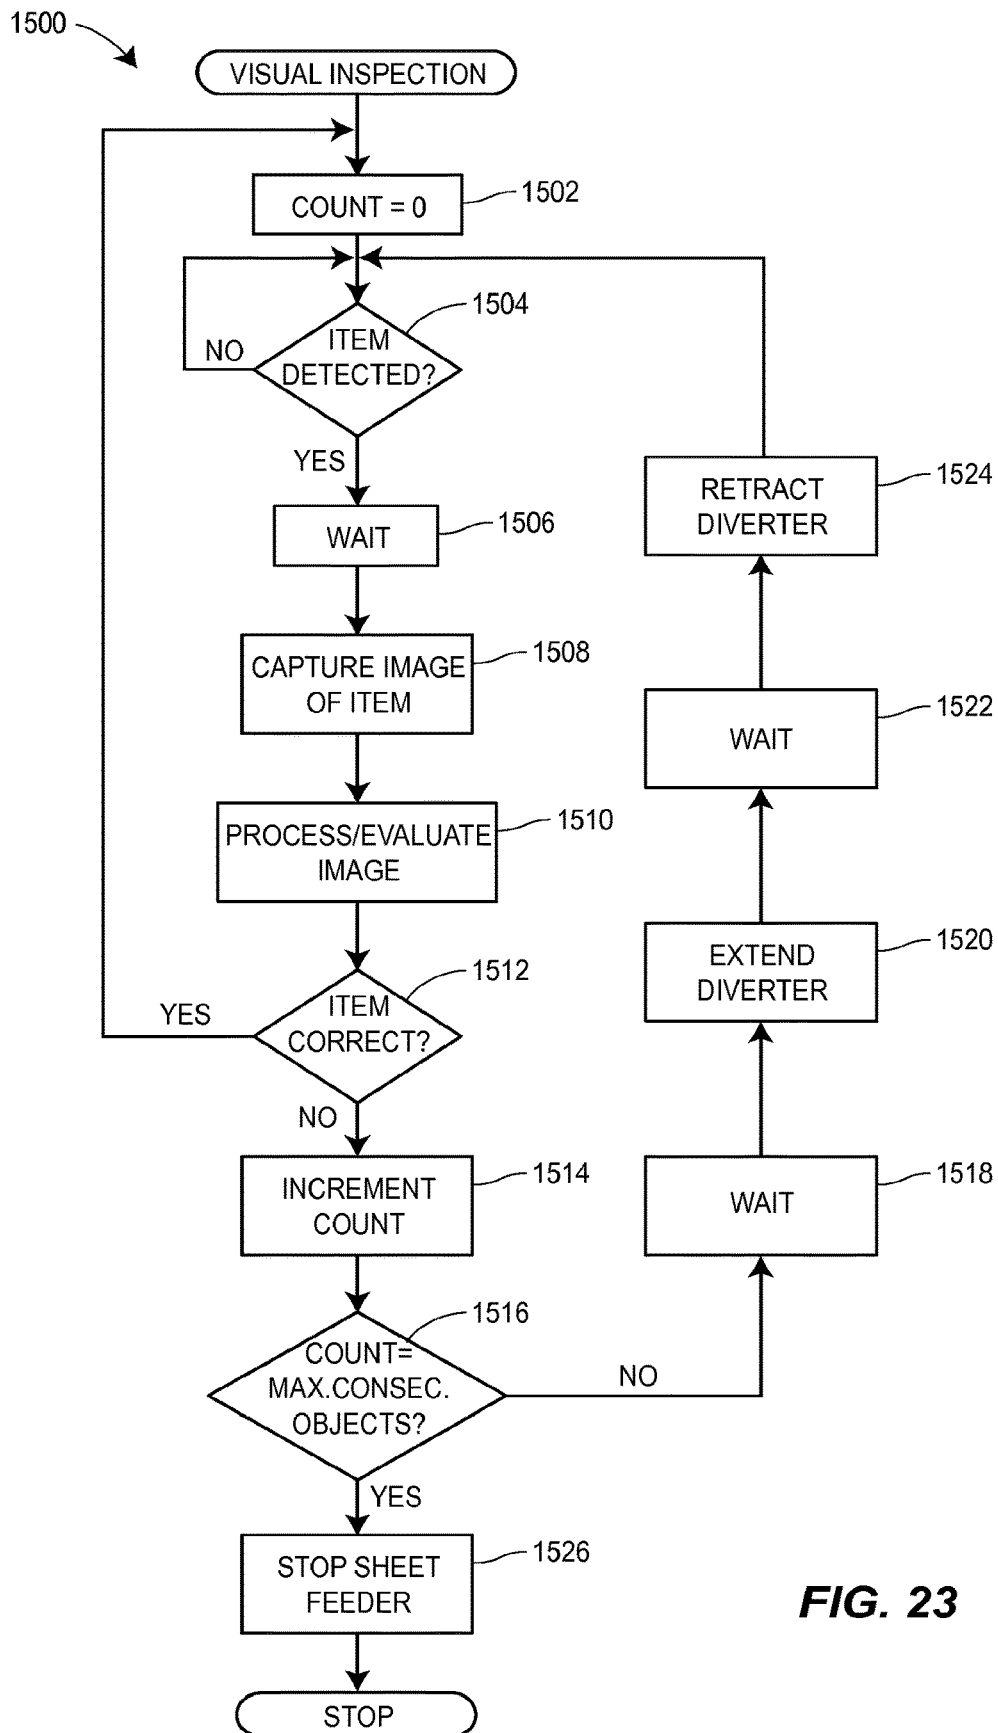 1500
VISUAL INSPECTION
COUNT = 0
1502
1504
ITEM
DETECTED?
NO
YES
WAIT
1506
CAPTURE IMAGE
OF ITEM
1508
PROCESS/EVALUATE
IMAGE
1510
1512
ITEM
CORRECT?
YES
NO
INCREMENT
COUNT
1514
1516
COUNT=
MAX.CONSEC.
OBJECTS?
NO
YES
WAIT
1518
EXTEND
DIVERTER
1520
WAIT
1522
RETRACT
DIVERTER
1524
STOP SHEET
FEEDER
1526
STOP
FIG. 23